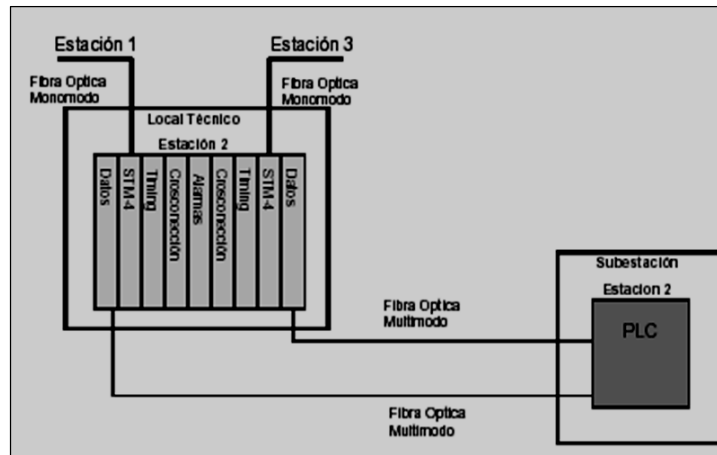 Estación 1
Estación 3
Fibra Optica
Monomodo
Fibra Optica
Monomodo
Local Técnico
Estación 2
Datos
STM-4
Timing
Crosconección
Alarmas
Crosconección
Timing
STM-4
Datos
Subestación
Estacion 2
PLC
Fibra Optica
Multimodo
Fibra Optica
Multimodo